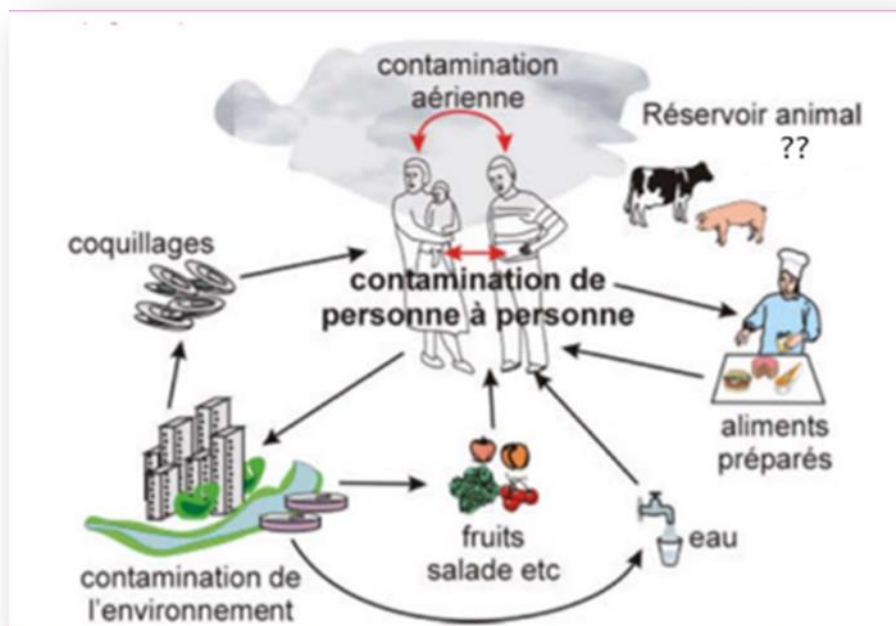 contamination
aérienne
Réservoir animal
??
coquillages
contamination de
personne à personne
aliments
préparés
fruits
salade etc
eau
contamination de
l'environnement